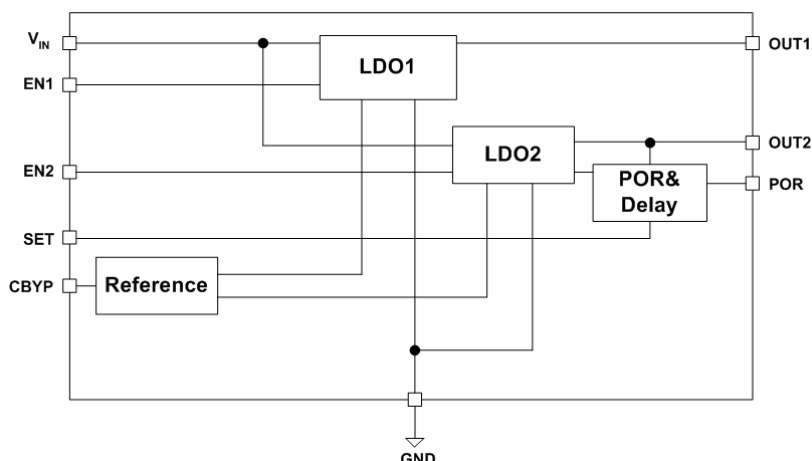 VIN
OUT1
LDO1
EN1
OUT2
LDO2
EN2
POR&
Delay
POR
SET
CBYP
Reference
GND